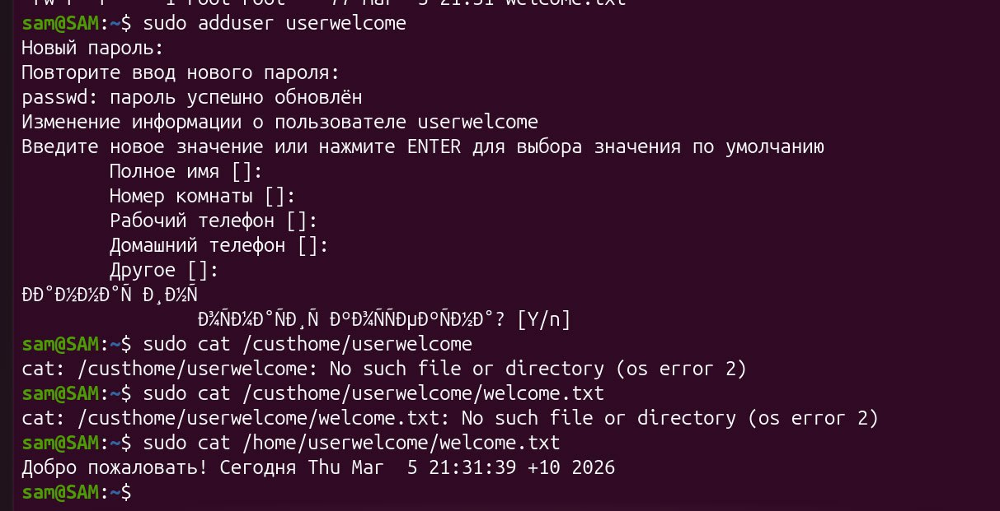 1 root root 77 Mar 5 21:31 welcome.txt
sam@SAM:~$ sudo adduser userwelcome
Новый пароль:
Повторите ввод нового пароля:
passwd: пароль успешно обновлён
Изменение информации о пользователе userwelcome
Введите новое значение или нажмите ENTER для выбора значения по умолчанию
Полное имя []:
Номер комнаты []:
Рабочий телефон []:
Домашний телефон []:
Другое []:
ÐÐ°Ð½Ð½Ð°Ñ Ð¸Ð½Ñ
Ð¾ÑÐ¼Ð°ÑÐ¸Ñ ÐºÐ¾ÑÑÐµÐºÑÐ½Ð°? [Y/n]
sam@SAM:~$ sudo cat /custhome/userwelcome
cat: /custhome/userwelcome: No such file or directory (os error 2)
sam@SAM:~$ sudo cat /custhome/userwelcome/welcome.txt
cat: /custhome/userwelcome/welcome.txt: No such file or directory (os error 2)
sam@SAM:~$ sudo cat /home/userwelcome/welcome.txt
Добро пожаловать! Сегодня Thu Mar  5 21:31:39 +10 2026
sam@SAM:~$